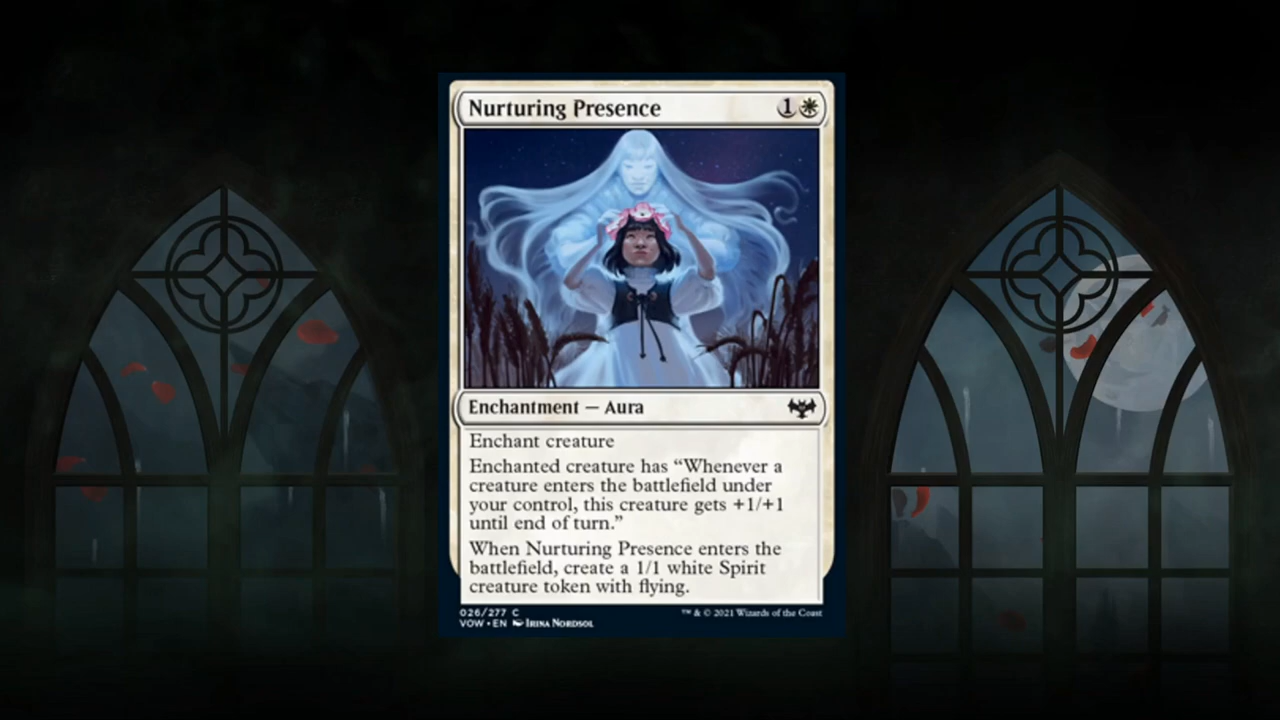 Nurturing Presence 1
Enchantment — Aura
Enchant creature
Enchanted creature has “Whenever a
creature enters the battlefield under
your control, this creature gets +1/+1
until end of turn.”
When Nurturing Presence enters the
battlefield, create a 1/1 white Spirit
creature token with flying.
026/277 C
™ & © 2021 Wizards of the Coast
VOW • EN Irina Nordsol